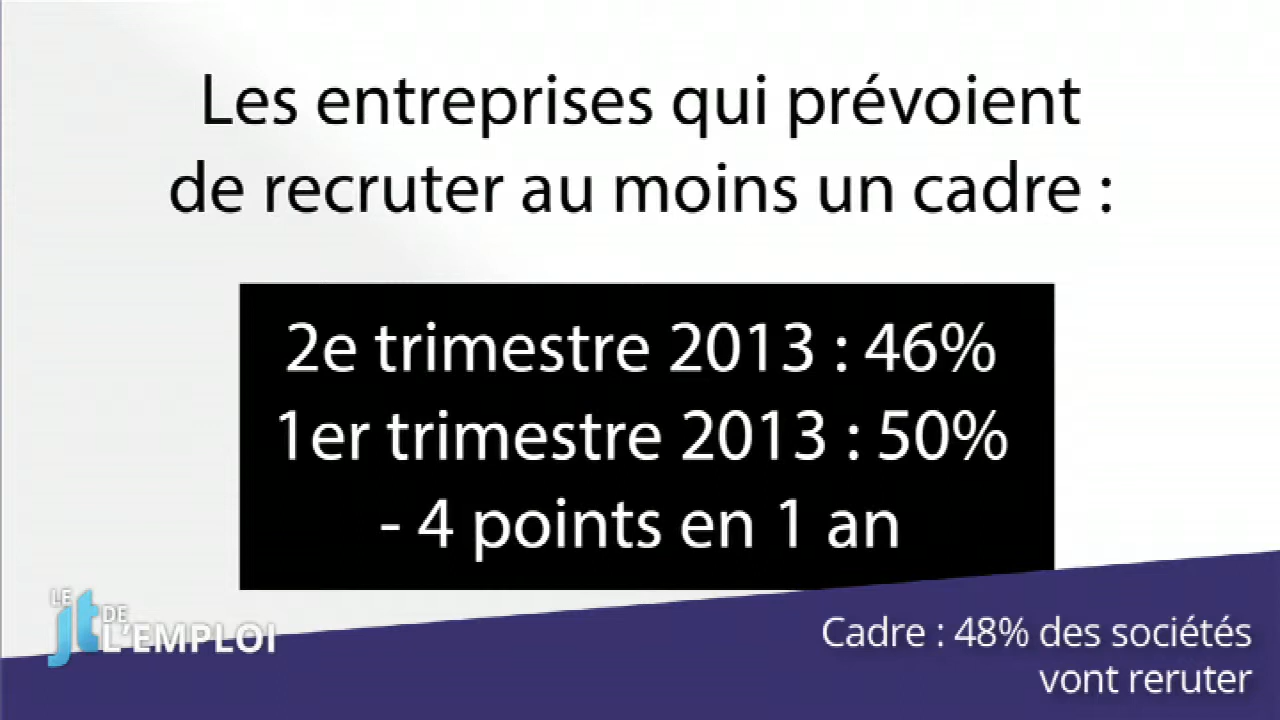 Les entreprises qui prévoient
de recruter au moins un cadre :
2e trimestre 2013 : 46%
1er trimestre 2013 : 50%
- 4 points en 1 an
LE
jt DE
L'EMPLOI
Cadre : 48% des sociétés
vont reruter